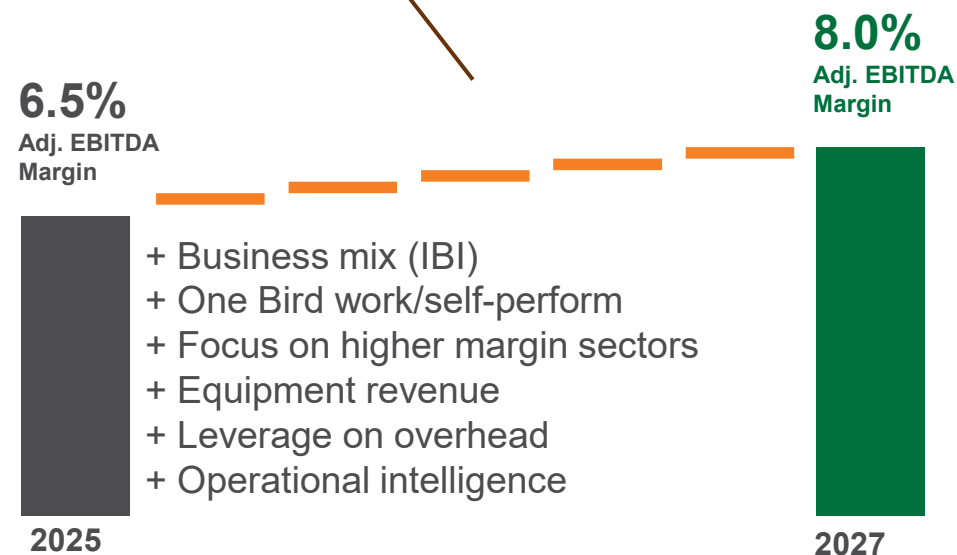 6.5%
Adj. EBITDA
Margin
8.0%
Adj. EBITDA
Margin
+ Business mix (IBI)
+ One Bird work/self-perform
+ Focus on higher margin sectors
+ Equipment revenue
+ Leverage on overhead
+ Operational intelligence
2025
2027